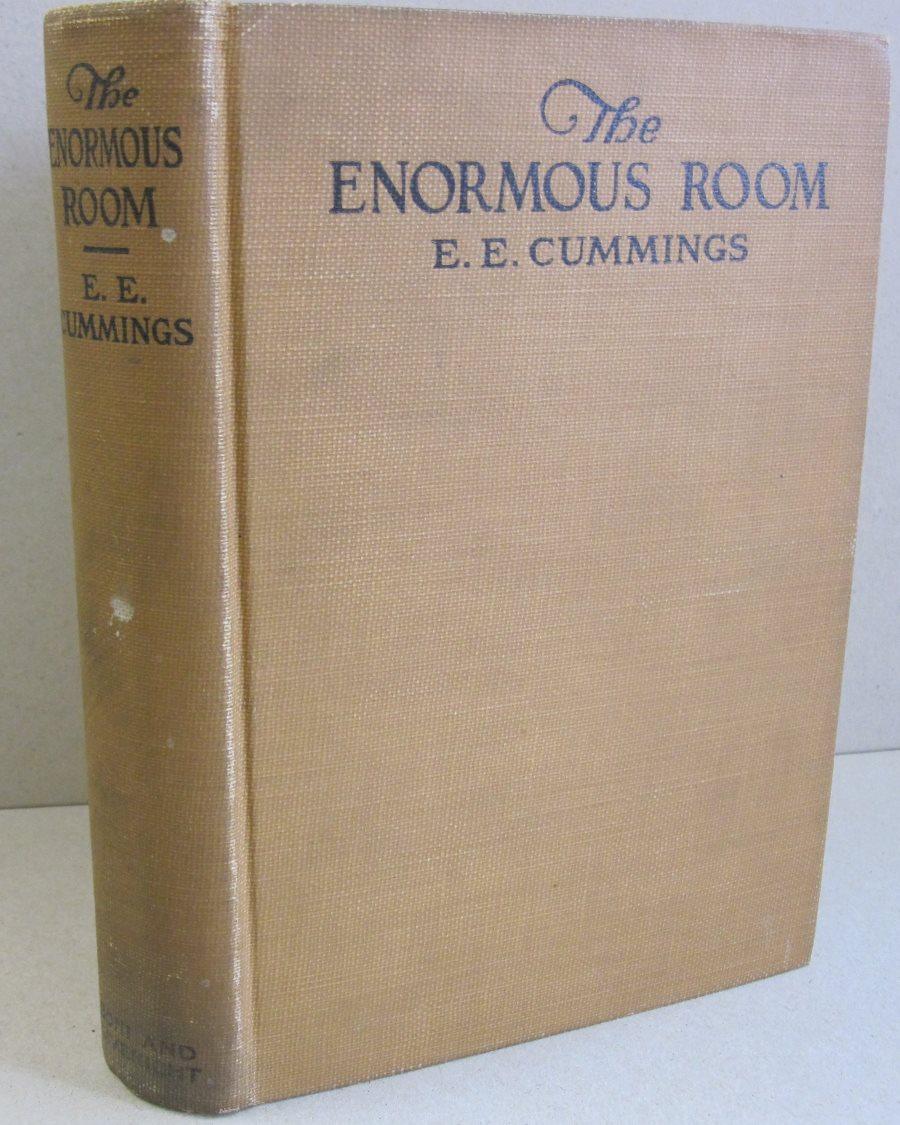 The
ENORMOUS
ROOM
E. E.
CUMMINGS
AND
The
ENORMOUS ROOM
E. E. CUMMINGS